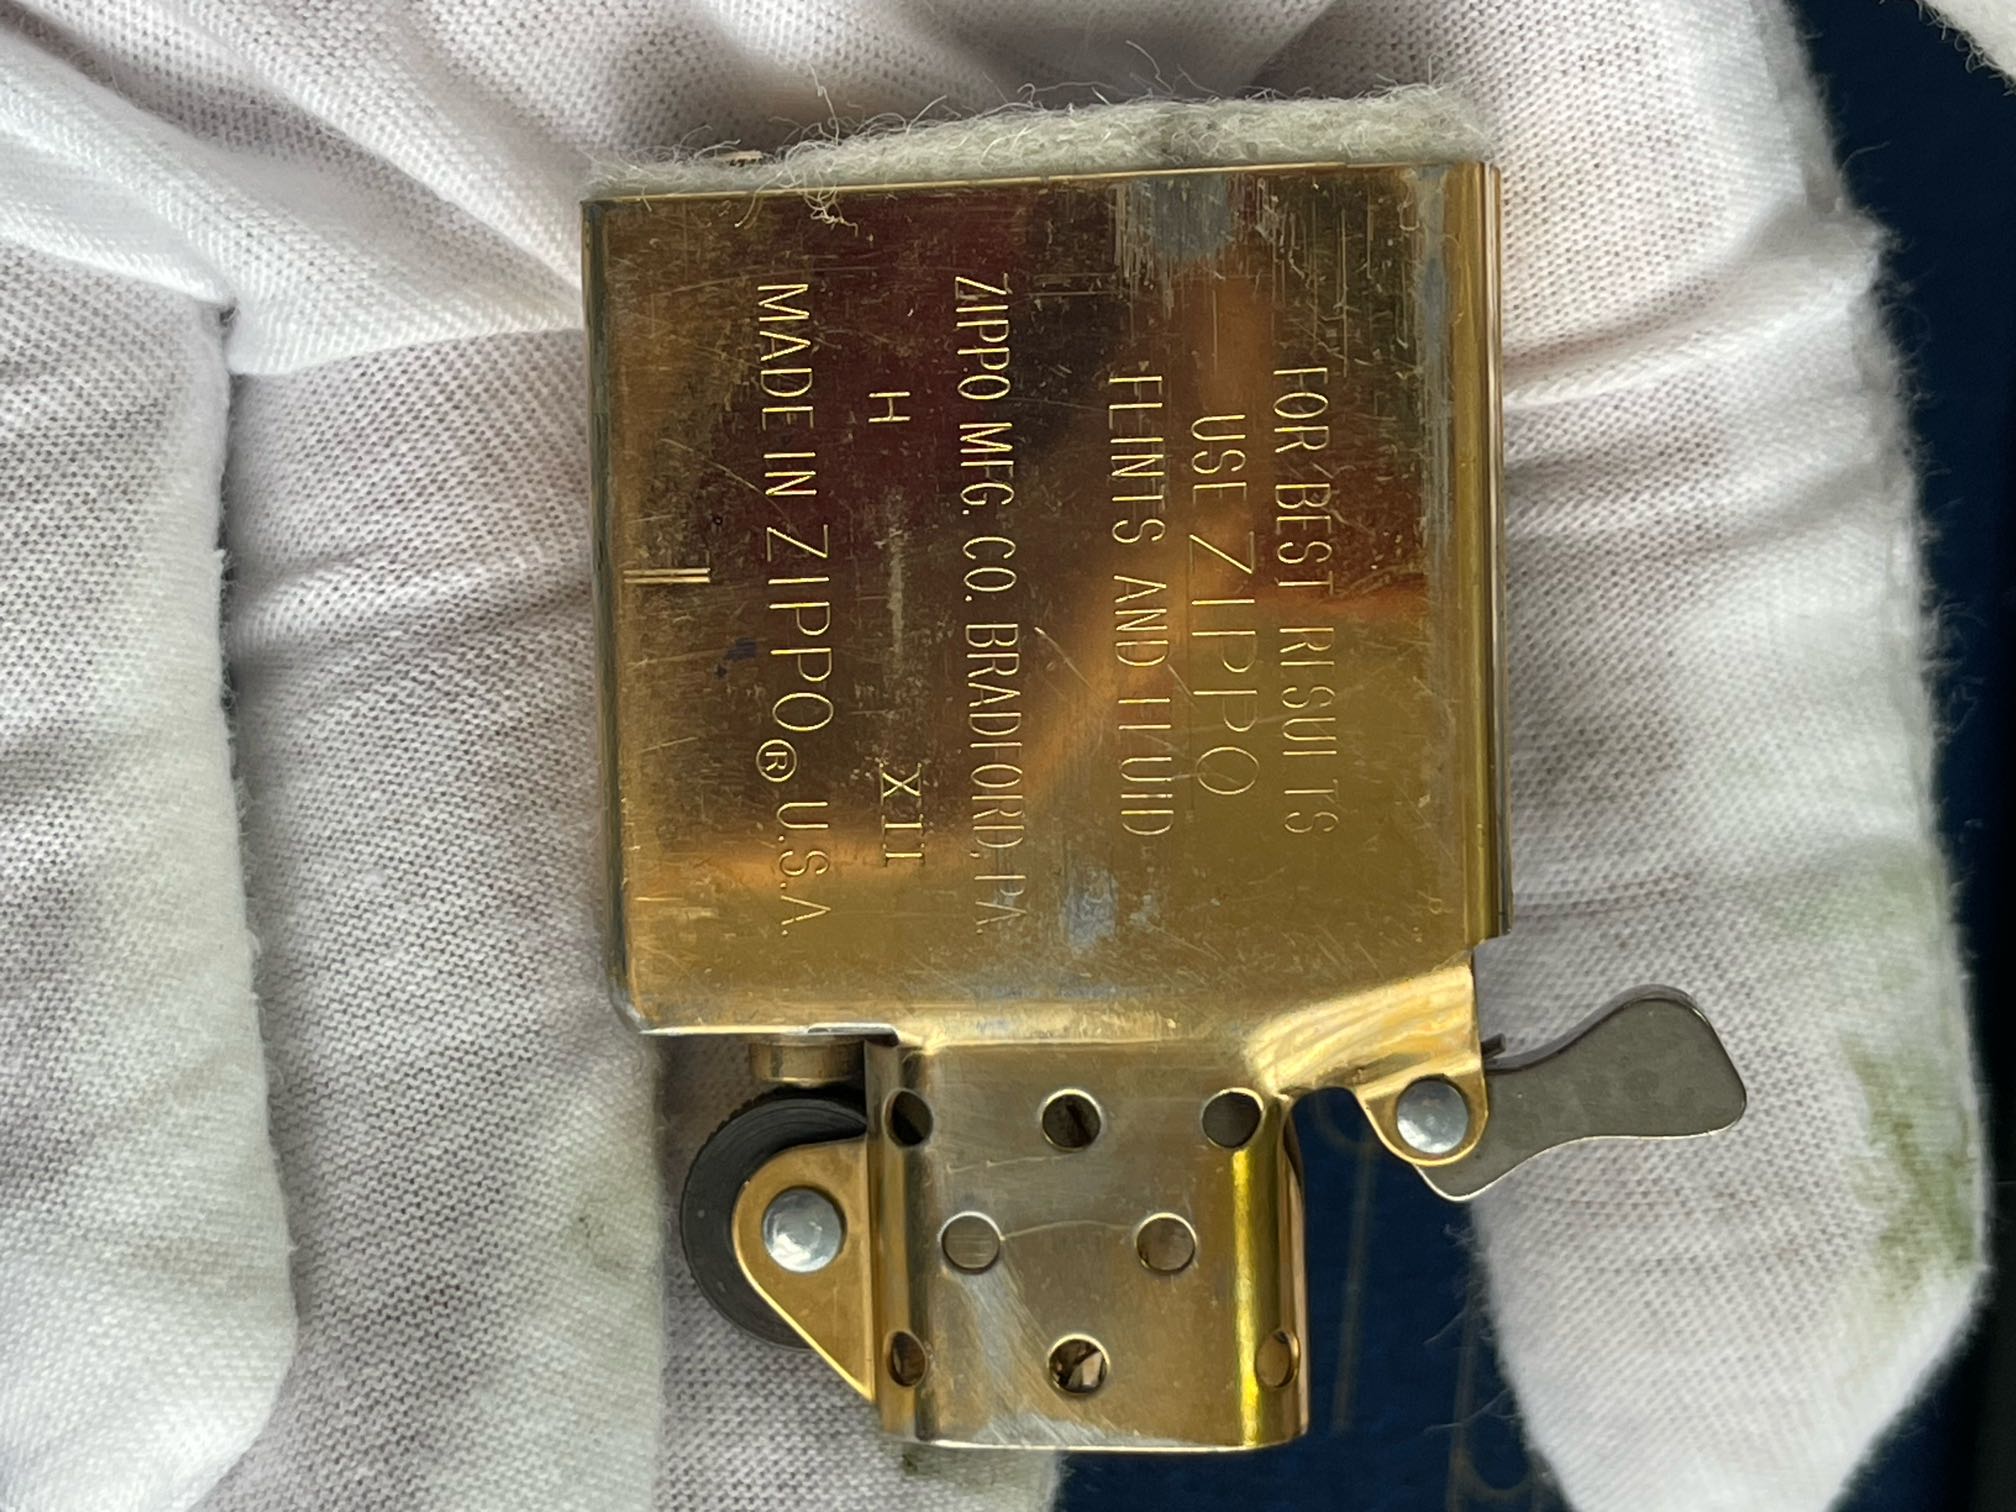 FOR BEST RESULTS
USE ZIPPO
FLINTS AND FLUID
ZIPPO MFG. CO. BRADFORD, PA.
H XII
MADE IN ZIPPO® U.S.A.